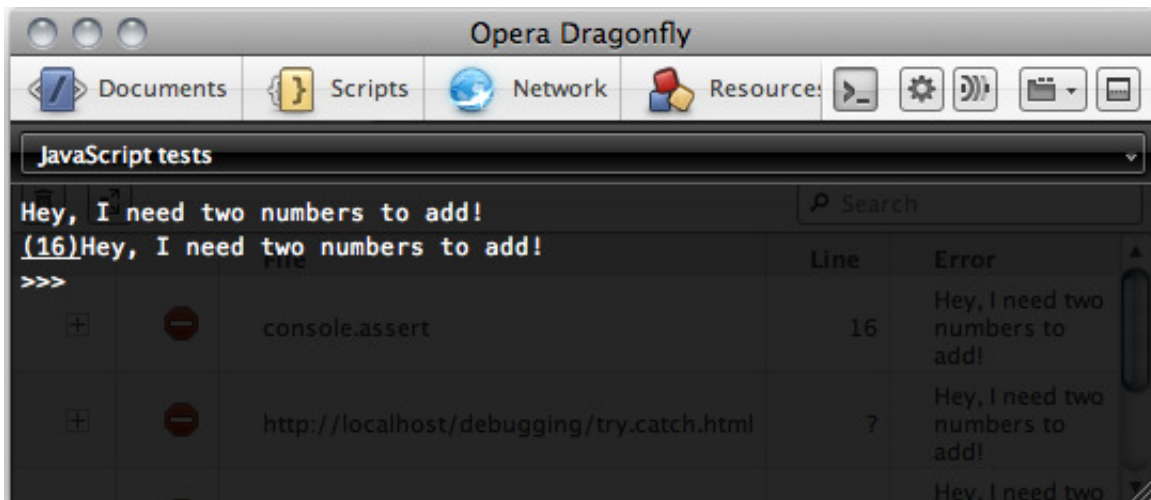 Opera Dragonfly
Documents Scripts Network Resources
JavaScript tests
Hey, I need two numbers to add!
(16)Hey, I need two numbers to add!
>>>
Search
File Line Error
console.assert 16 Hey, I need two
numbers to
add!
http://localhost/debugging/try.catch.html ? Hey, I need two
numbers to
add!
Hey, I need two